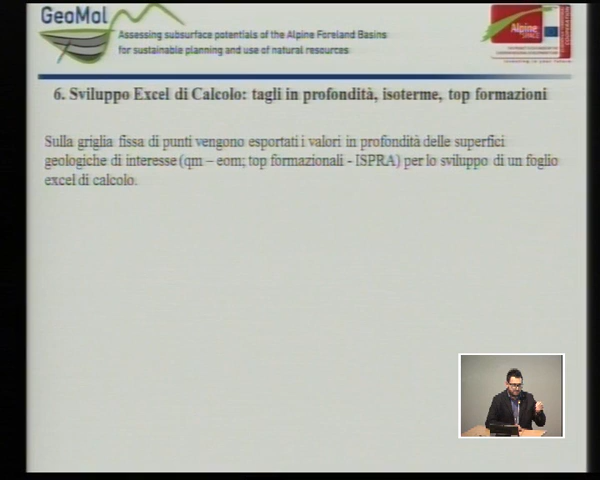 GeoMol
Assessing subsurface potentials of the Alpine Foreland Basins
for sustainable planning and use of natural resources
Alpine
SPACE
6. Sviluppo Excel di Calcolo: tagli in profondità, isoterme, top formazioni
Sulla griglia fissa di punti vengono esportati i valori in profondità delle superfici
geologiche di interesse (qm – eom; top formazionali - ISPRA) per lo sviluppo di un foglio
excel di calcolo.